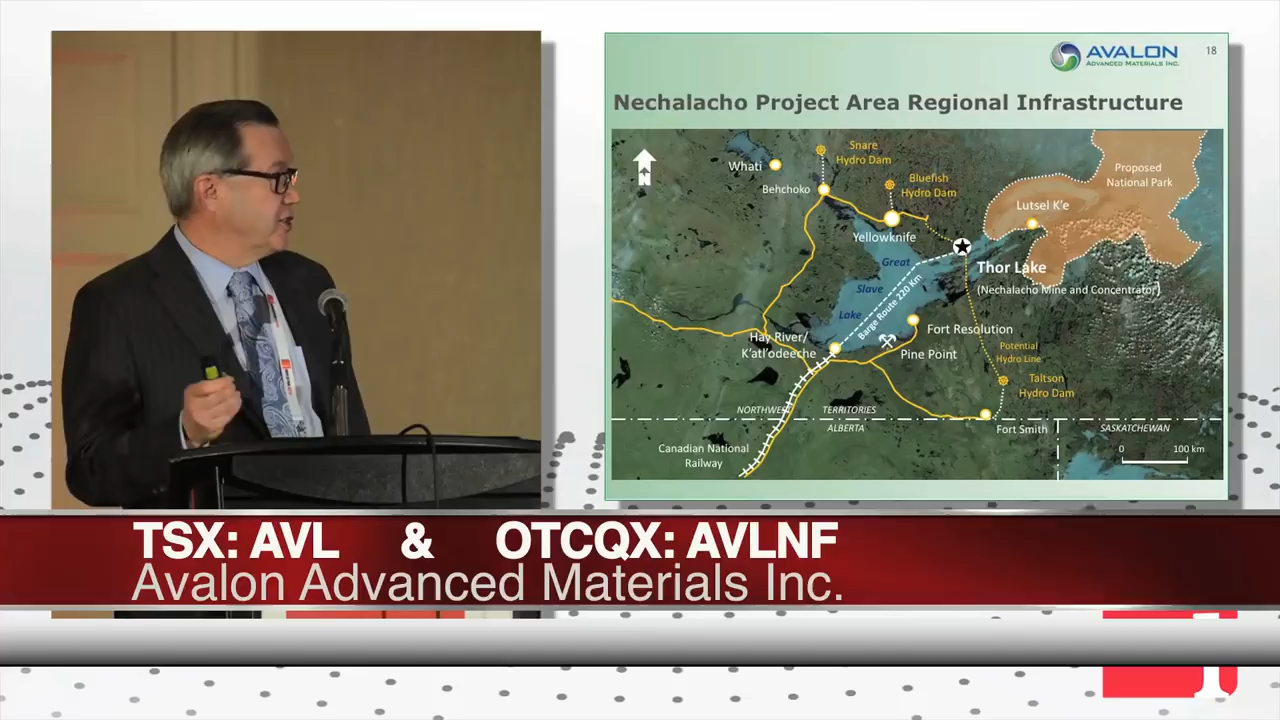 AVALON
ADVANCED MATERIALS INC.
18
Nechalacho Project Area Regional Infrastructure
N
Whati
Snare
Hydro Dam
Behchoko
Bluefish
Hydro Dam
Yellowknife
Proposed
National Park
Lutsel K'e
Thor Lake
(Nechalacho Mine and Concentrator)
Great
Slave
Lake
Barge Route 220 Km
Hay River/
K'atl'odeeche
Fort Resolution
Pine Point
Potential
Hydro Line
Taltson
Hydro Dam
NORTHWEST TERRITORIES
ALBERTA
Fort Smith
SASKATCHEWAN
Canadian National
Railway
0 100 km
TSX: AVL & OTCQX: AVLNF
Avalon Advanced Materials Inc.